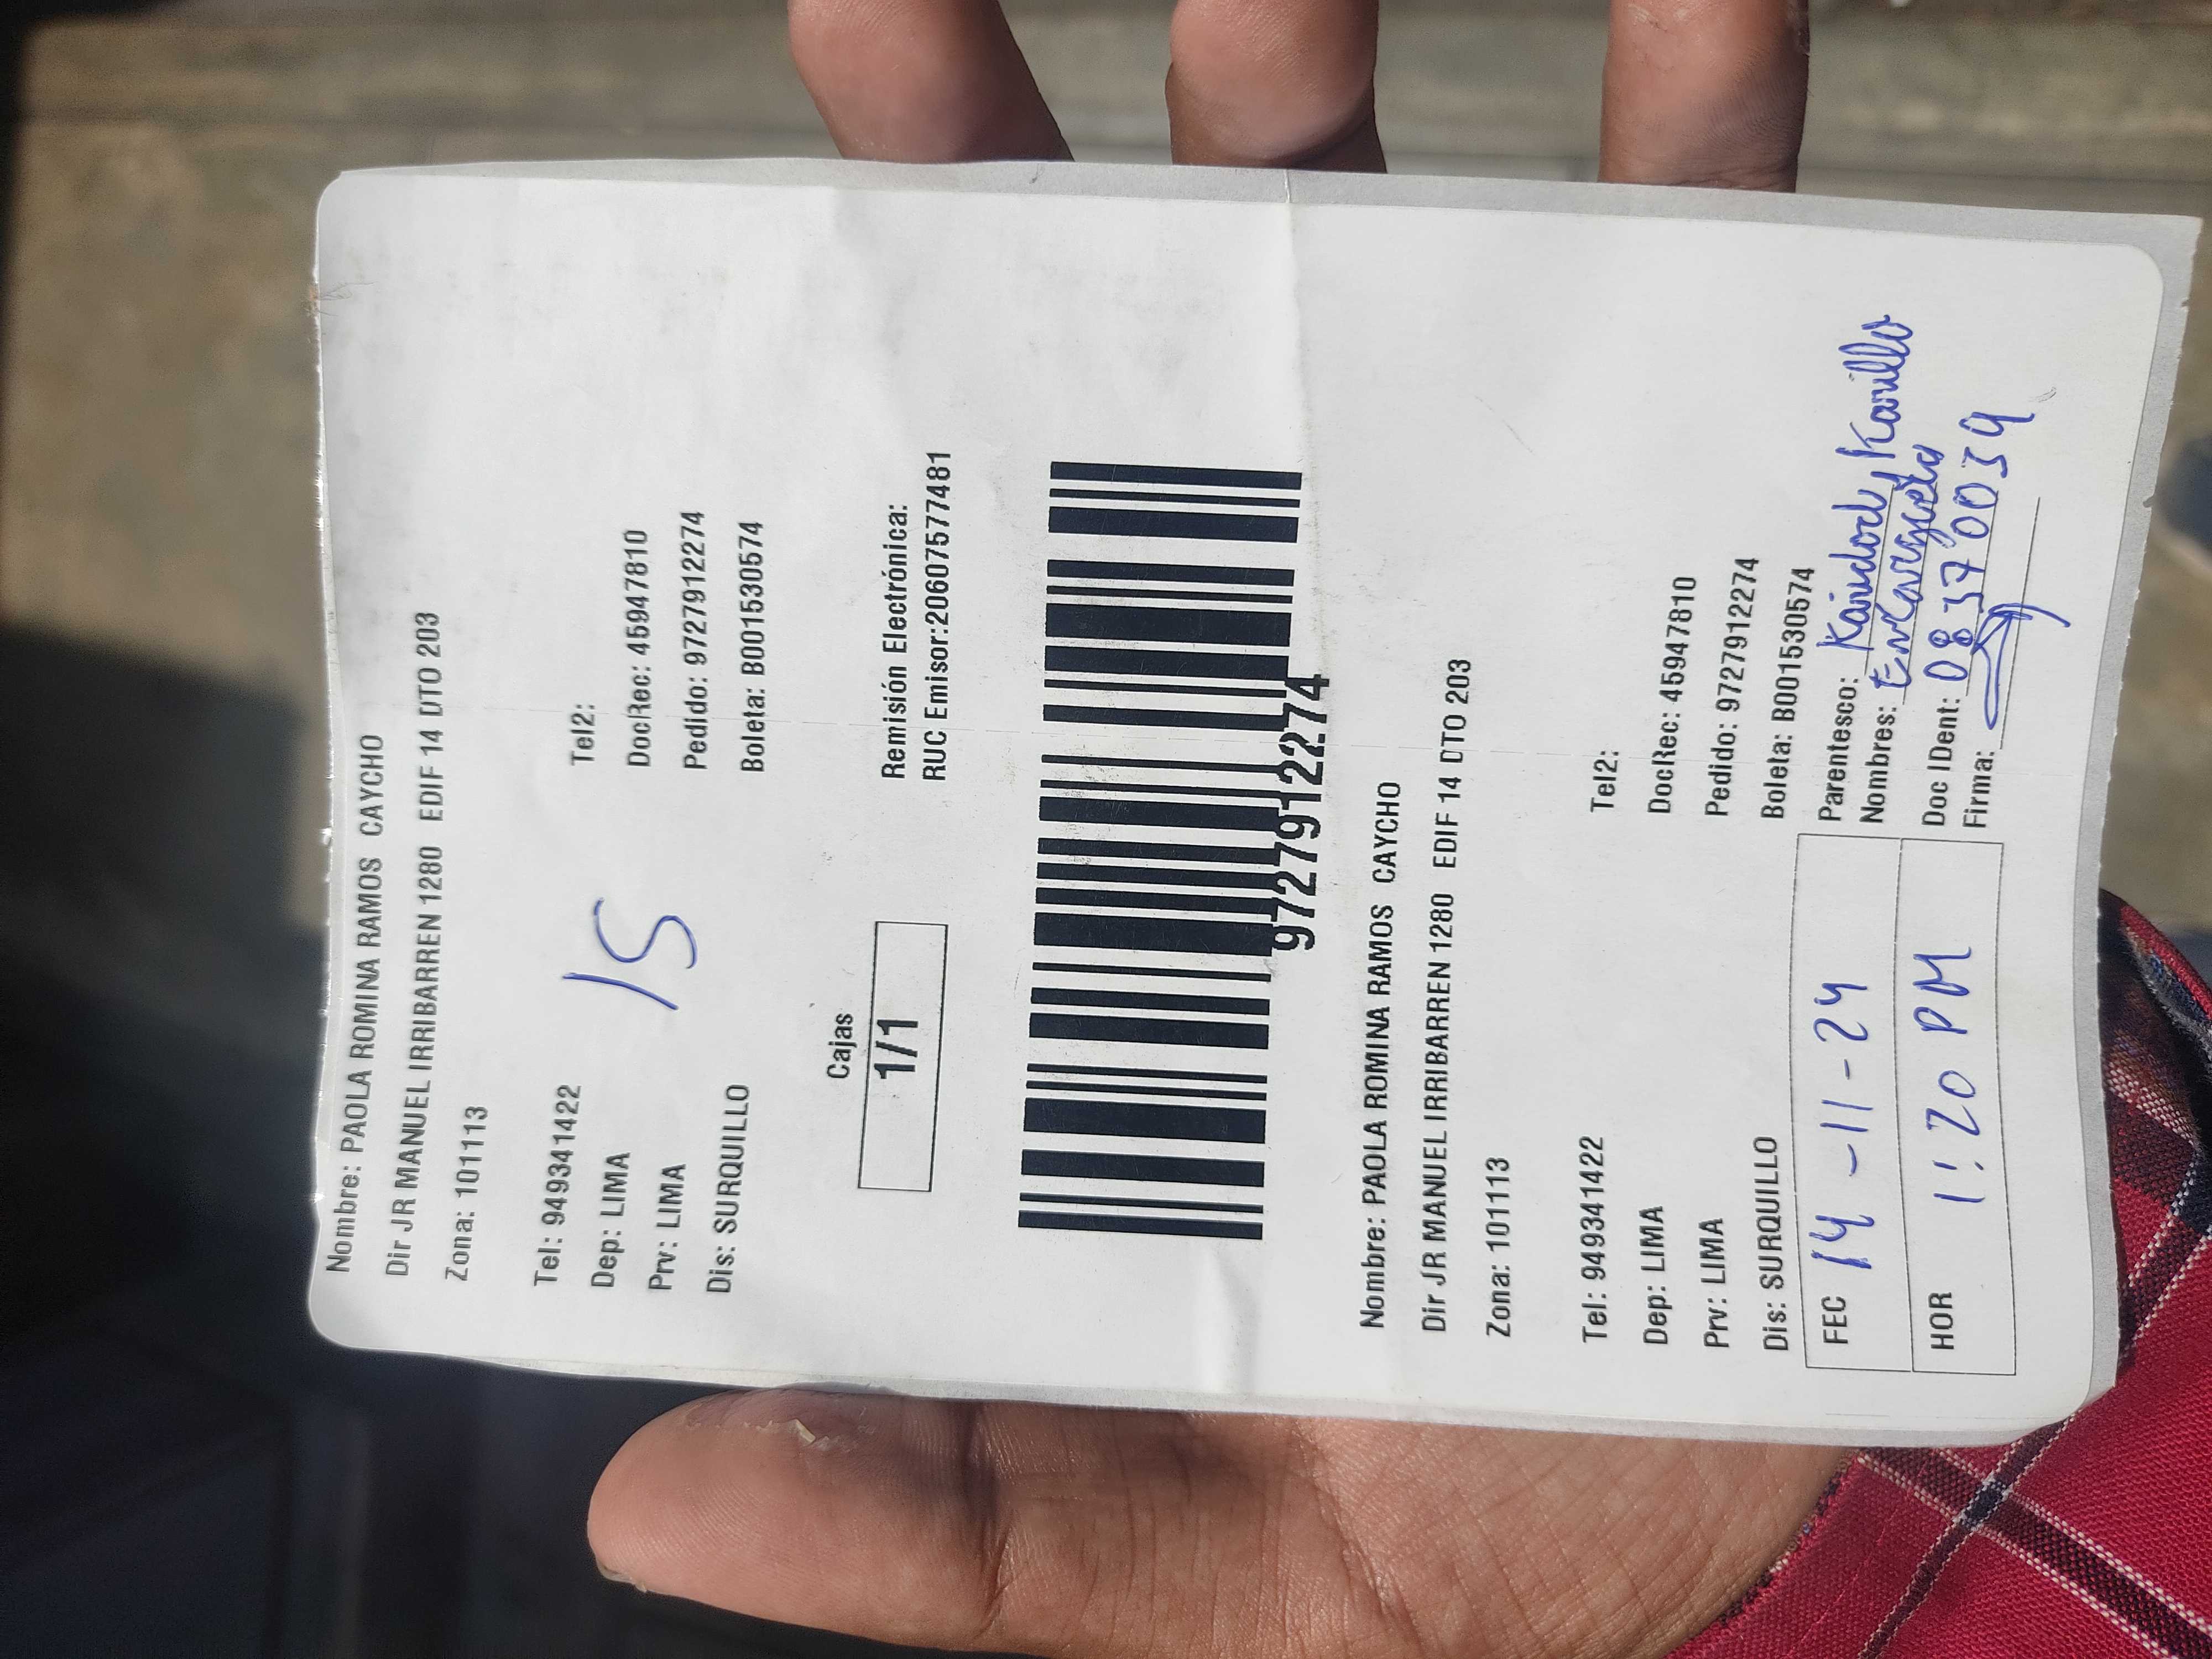 Nombre: PAOLA ROMINA RAMOS CAYCHO
Dir JR MANUEL IRRIBARREN 1280 EDIF 14 DTO 203
Zona: 101113
Tel: 949341422 Tel2:
Dep: LIMA DocRec: 45947810
Prv: LIMA Pedido: 9727912274
Dis: SURQUILLO Boleta: B001530574
15
Cajas
1/1
Remisión Electrónica:
RUC Emisor:20607577481
9727912274
Nombre: PAOLA ROMINA RAMOS CAYCHO
Dir JR MANUEL IRRIBARREN 1280 EDIF 14 DTO 203
Zona: 101113
Tel: 949341422 Tel2:
Dep: LIMA DocRec: 45947810
Prv: LIMA Pedido: 9727912274
Dis: SURQUILLO Boleta: B001530574
FEC 14-11-24
HOR 1:20 PM
Parentesco:
Nombres: Encargado
Doc IDent: 08370039
Firma: